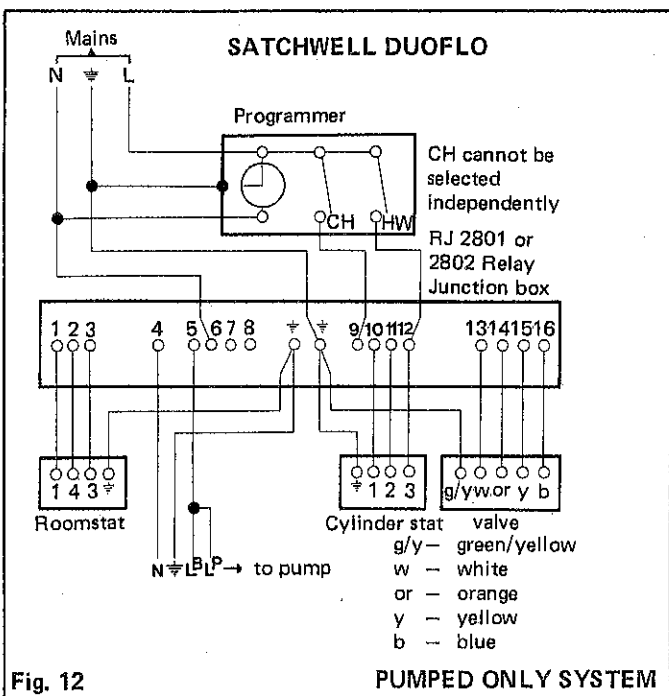 Mains
SATCHWELL DUOFLO
N ⏚ L
Programmer
CH cannot be
selected
independently
CH HW
RJ 2801 or
2802 Relay
Junction box
1 2 3 4 5 6 7 8 ⏚ ⏚ 9 10 11 12 13 14 15 16
1 4 3 ⏚
⏚ 1 2 3
g/y w or y b
Roomstat
Cylinder stat
valve
N ⏚ LB LP → to pump
g/y — green/yellow
w — white
or — orange
y — yellow
b — blue
Fig. 12
PUMPED ONLY SYSTEM